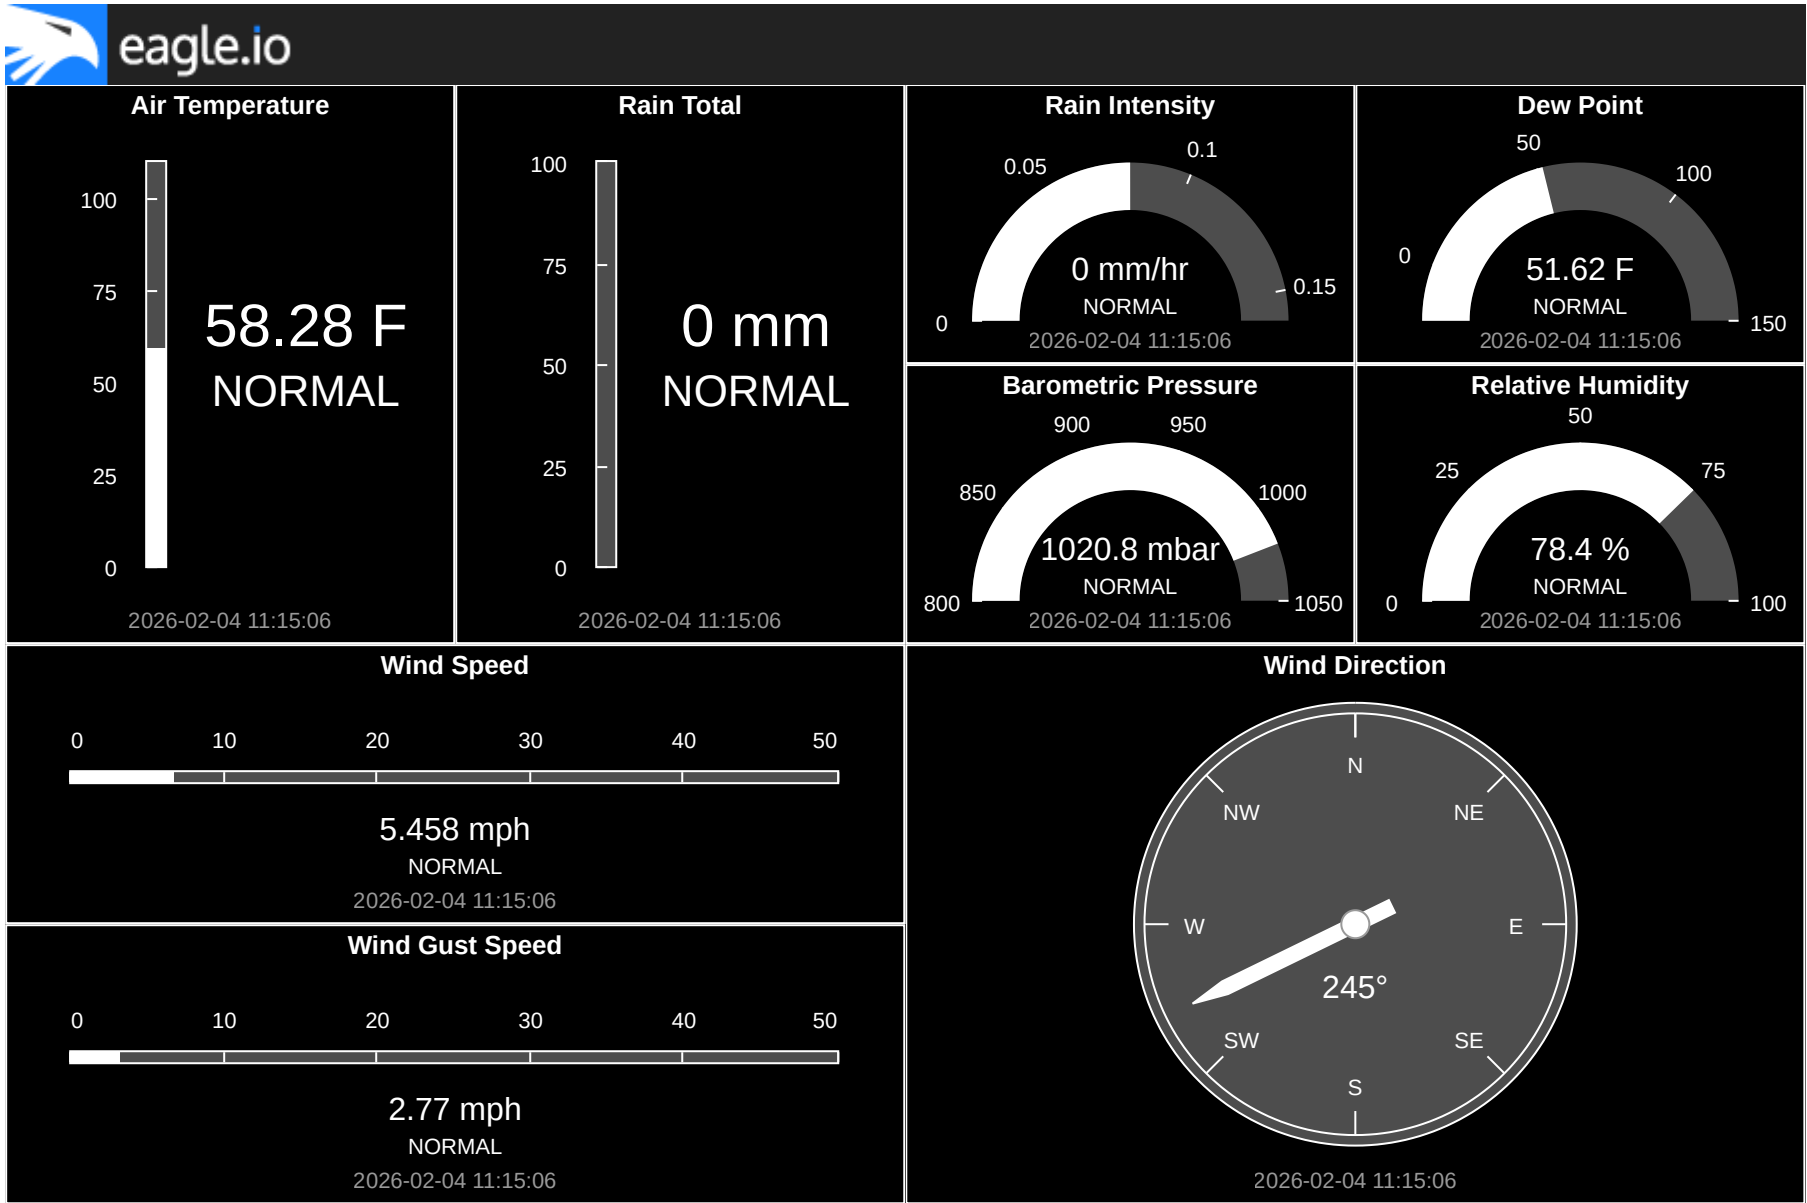 eagle.io
Air Temperature
100
75
50
25
0
58.28 F
NORMAL
2026-02-04 11:15:06
Rain Total
100
75
50
25
0
0 mm
NORMAL
2026-02-04 11:15:06
Rain Intensity
0
0.05
0.1
0.15
0 mm/hr
NORMAL
2026-02-04 11:15:06
Dew Point
0
50
100
150
51.62 F
NORMAL
2026-02-04 11:15:06
Barometric Pressure
800
850
900
950
1000
1050
1020.8 mbar
NORMAL
2026-02-04 11:15:06
Relative Humidity
0
25
50
75
100
78.4 %
NORMAL
2026-02-04 11:15:06
Wind Speed
0 10 20 30 40 50
5.458 mph
NORMAL
2026-02-04 11:15:06
Wind Gust Speed
0 10 20 30 40 50
2.77 mph
NORMAL
2026-02-04 11:15:06
Wind Direction
N
NW NE
W E
245°
SW SE
S
2026-02-04 11:15:06